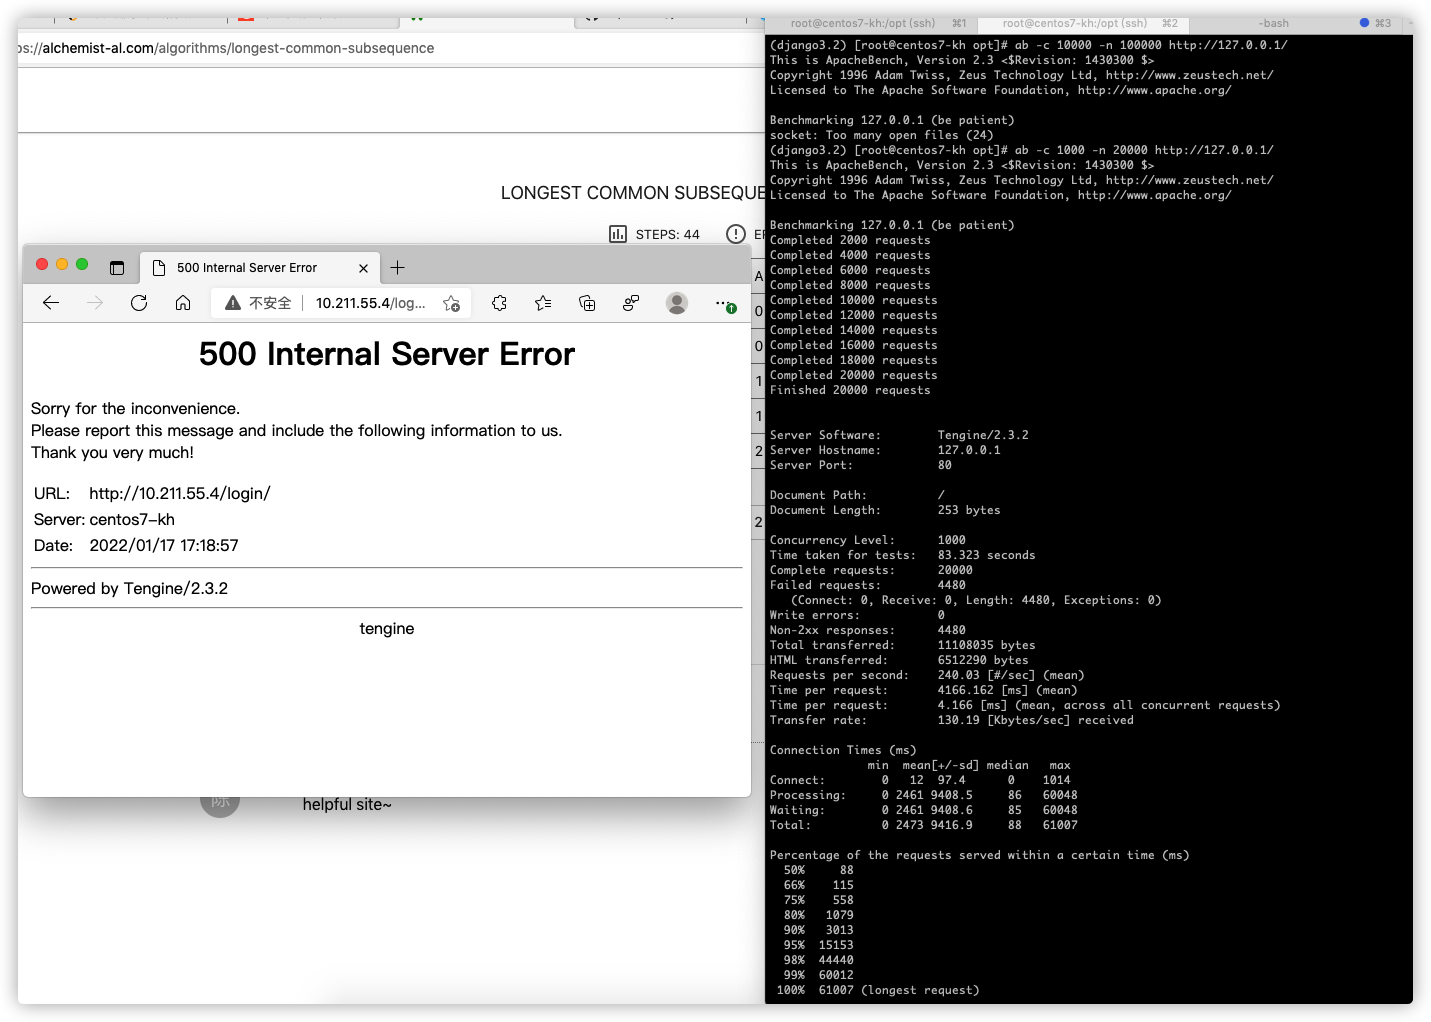 ps://alchemist-al.com/algorithms/longest-common-subsequence
LONGEST COMMON SUBSEQUE
STEPS: 44
A
0
0
1
1
2
2
500 Internal Server Error
不安全
10.211.55.4/log...
500 Internal Server Error
Sorry for the inconvenience.
Please report this message and include the following information to us.
Thank you very much!
URL: http://10.211.55.4/login/
Server: centos7-kh
Date: 2022/01/17 17:18:57
Powered by Tengine/2.3.2
tengine
helpful site~
root@centos7-kh:/opt (ssh) ⌘1 root@centos7-kh:/opt (ssh) ⌘2 -bash ⌘3
(django3.2) [root@centos7-kh opt]# ab -c 10000 -n 100000 http://127.0.0.1/
This is ApacheBench, Version 2.3 <$Revision: 1430300 $>
Copyright 1996 Adam Twiss, Zeus Technology Ltd, http://www.zeustech.net/
Licensed to The Apache Software Foundation, http://www.apache.org/
Benchmarking 127.0.0.1 (be patient)
socket: Too many open files (24)
(django3.2) [root@centos7-kh opt]# ab -c 1000 -n 20000 http://127.0.0.1/
This is ApacheBench, Version 2.3 <$Revision: 1430300 $>
Copyright 1996 Adam Twiss, Zeus Technology Ltd, http://www.zeustech.net/
Licensed to The Apache Software Foundation, http://www.apache.org/
Benchmarking 127.0.0.1 (be patient)
Completed 2000 requests
Completed 4000 requests
Completed 6000 requests
Completed 8000 requests
Completed 10000 requests
Completed 12000 requests
Completed 14000 requests
Completed 16000 requests
Completed 18000 requests
Completed 20000 requests
Finished 20000 requests
Server Software: Tengine/2.3.2
Server Hostname: 127.0.0.1
Server Port: 80
Document Path: /
Document Length: 253 bytes
Concurrency Level: 1000
Time taken for tests: 83.323 seconds
Complete requests: 20000
Failed requests: 4480
(Connect: 0, Receive: 0, Length: 4480, Exceptions: 0)
Write errors: 0
Non-2xx responses: 4480
Total transferred: 11108035 bytes
HTML transferred: 6512290 bytes
Requests per second: 240.03 [#/sec] (mean)
Time per request: 4166.162 [ms] (mean)
Time per request: 4.166 [ms] (mean, across all concurrent requests)
Transfer rate: 130.19 [Kbytes/sec] received
Connection Times (ms)
min mean[+/-sd] median max
Connect: 0 12 97.4 0 1014
Processing: 0 2461 9408.5 86 60048
Waiting: 0 2461 9408.6 85 60048
Total: 0 2473 9416.9 88 61007
Percentage of the requests served within a certain time (ms)
50% 88
66% 115
75% 558
80% 1079
90% 3013
95% 15153
98% 44440
99% 60012
100% 61007 (longest request)